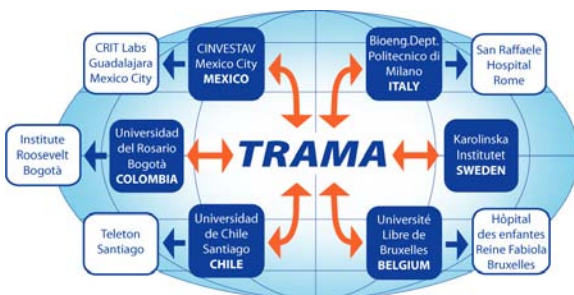 CRIT Labs
Guadalajara
Mexico City
CINVESTAV
Mexico City
MEXICO
Bioeng.Dept.
Politecnico di
Milano
ITALY
San Raffaele
Hospital
Rome
Institute
Roosevelt
Bogotà
Universidad
del Rosario
Bogotà
COLOMBIA
TRAMA
Karolinska
Institutet
SWEDEN
Teleton
Santiago
Universidad
de Chile
Santiago
CHILE
Université
Libre de
Bruxelles
BELGIUM
Hôpital
des enfantes
Reine Fabiola
Bruxelles